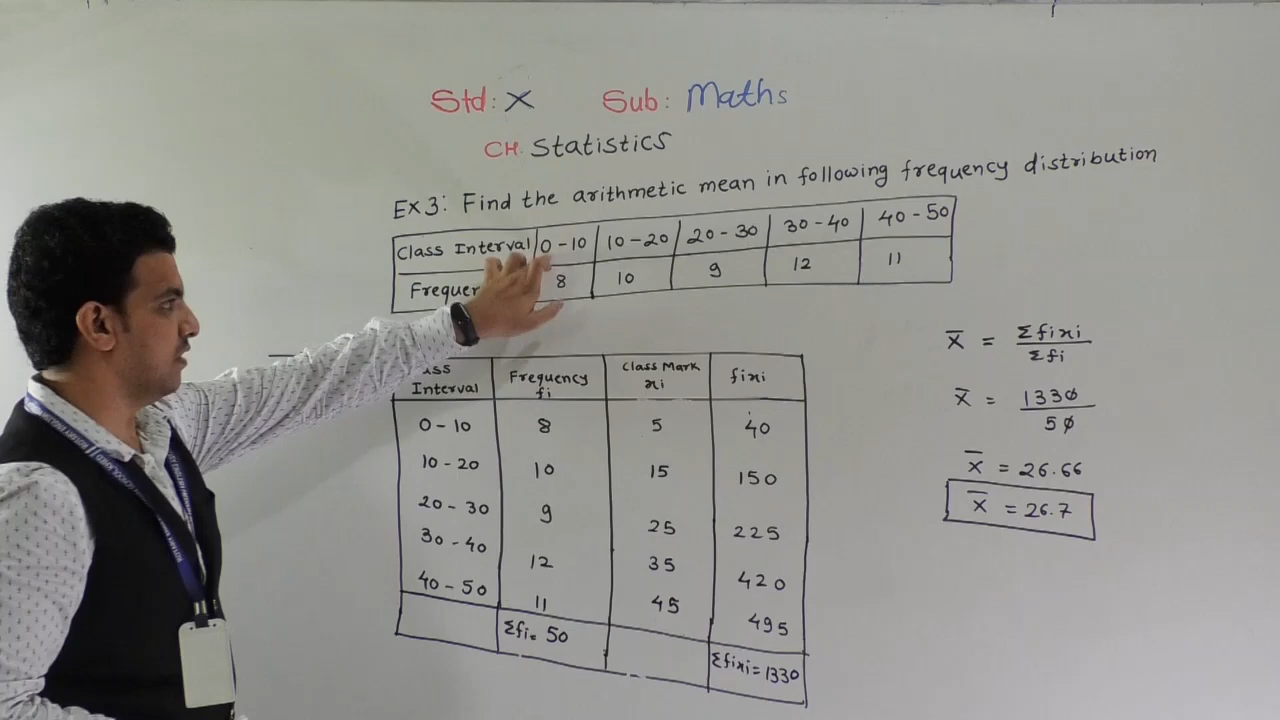 Std: X Sub: Maths
CH. Statistics
Ex 3: Find the arithmetic mean in following frequency distribution
Class Interval 0-10 10-20 20-30 30-40 40-50
Frequen 8 10 9 12 11
ass Interval Frequency fi Class Mark xi fixi
0-10 8 5 40
10-20 10 15 150
20-30 9 25 225
30-40 12 35 420
40-50 11 45 495
Σfi= 50 Σfixi=1330
x̄ = Σfixi / Σfi
x̄ = 1330 / 50
x̄ = 26.66
x̄ = 26.7